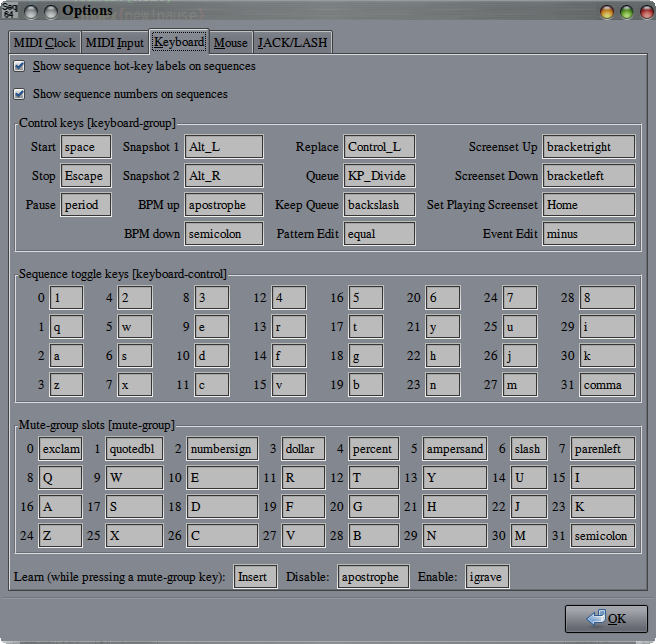 Seq 64 Options
MIDI Clock MIDI Input Keyboard Mouse JACK/LASH
Show sequence hot-key labels on sequences
Show sequence numbers on sequences
Control keys [keyboard-group]
Start space Snapshot 1 Alt_L Replace Control_L Screenset Up bracketright
Stop Escape Snapshot 2 Alt_R Queue KP_Divide Screenset Down bracketleft
Pause period BPM up apostrophe Keep Queue backslash Set Playing Screenset Home
BPM down semicolon Pattern Edit equal Event Edit minus
Sequence toggle keys [keyboard-control]
0 1 4 2 8 3 12 4 16 5 20 6 24 7 28 8
1 q 5 w 9 e 13 r 17 t 21 y 25 u 29 i
2 a 6 s 10 d 14 f 18 g 22 h 26 j 30 k
3 z 7 x 11 c 15 v 19 b 23 n 27 m 31 comma
Mute-group slots [mute-group]
0 exclam 1 quotedbl 2 numbersign 3 dollar 4 percent 5 ampersand 6 slash 7 parenleft
8 Q 9 W 10 E 11 R 12 T 13 Y 14 U 15 I
16 A 17 S 18 D 19 F 20 G 21 H 22 J 23 K
24 Z 25 X 26 C 27 V 28 B 29 N 30 M 31 semicolon
Learn (while pressing a mute-group key): Insert Disable: apostrophe Enable: igrave
OK